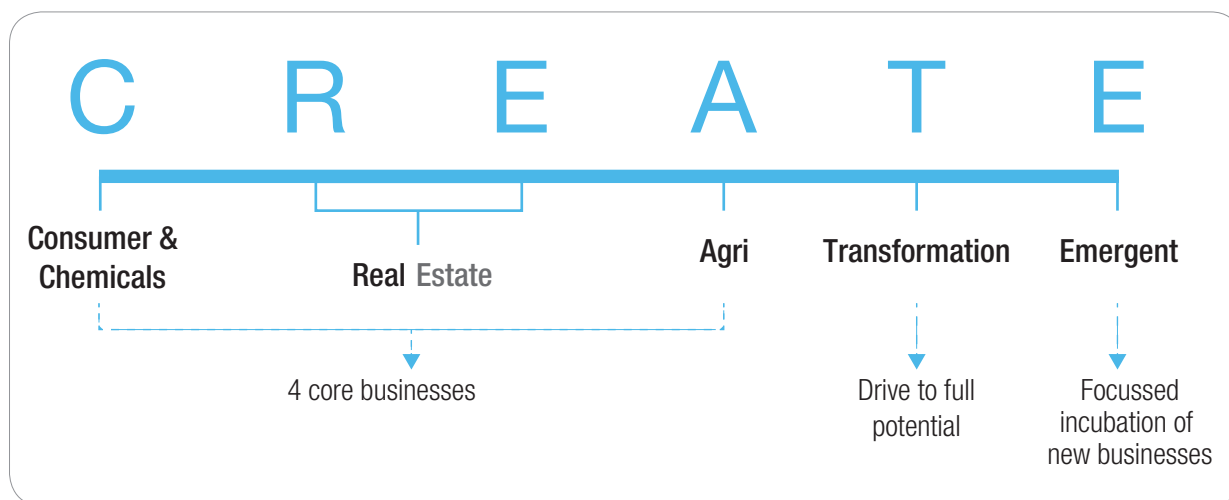 C R E A T E
Consumer &
Chemicals
Real Estate
Agri
Transformation
Emergent
4 core businesses
Drive to full
potential
Focussed
incubation of
new businesses